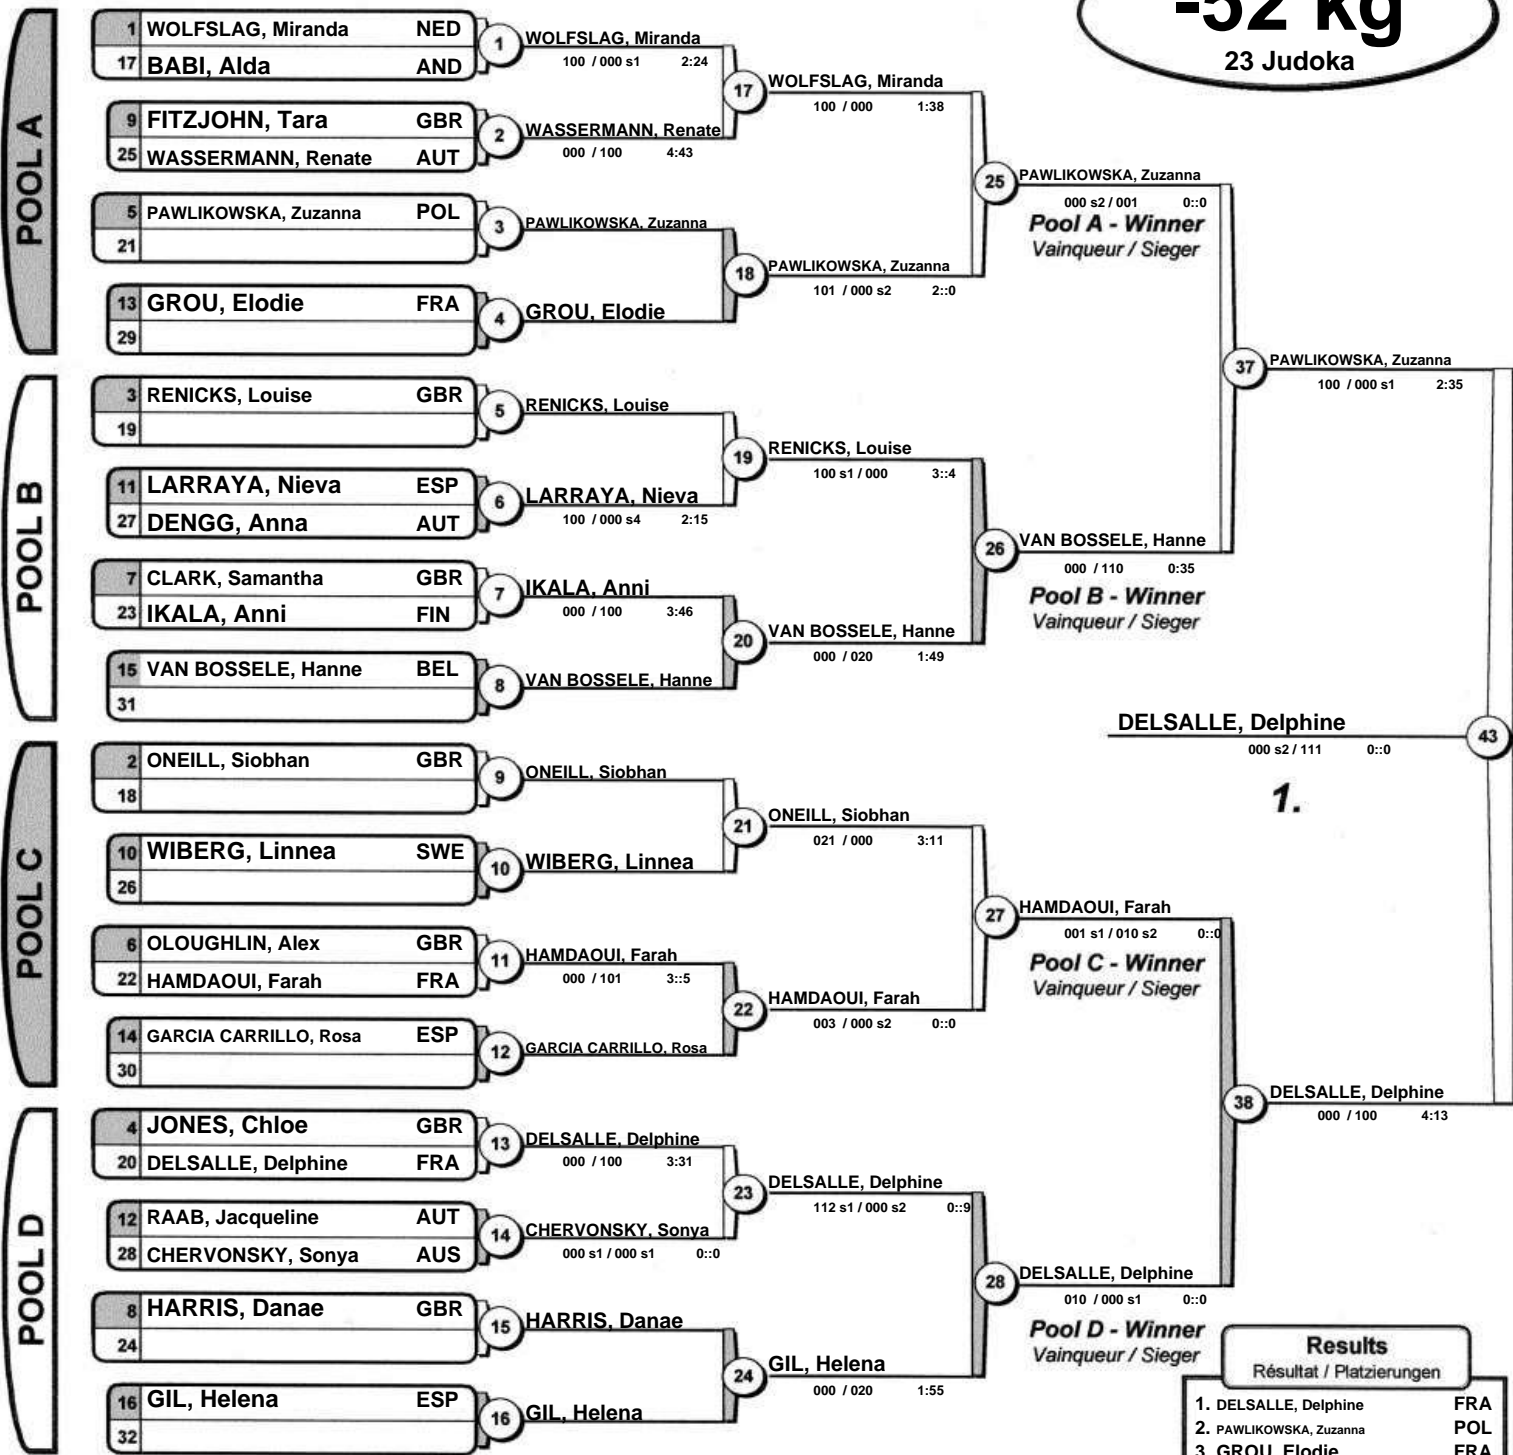 -52 kg
23 Judoka
POOL A
1 WOLFSLAG, Miranda NED
17 BABI, Alda AND
9 FITZJOHN, Tara GBR
25 WASSERMANN, Renate AUT
5 PAWLIKOWSKA, Zuzanna POL
21
13 GROU, Elodie FRA
29
POOL B
3 RENICKS, Louise GBR
19
11 LARRAYA, Nieva ESP
27 DENGG, Anna AUT
7 CLARK, Samantha GBR
23 IKALA, Anni FIN
15 VAN BOSSELE, Hanne BEL
31
POOL C
2 ONEILL, Siobhan GBR
18
10 WIBERG, Linnea SWE
26
6 OLOUGHLIN, Alex GBR
22 HAMDAOUI, Farah FRA
14 GARCIA CARRILLO, Rosa ESP
30
POOL D
4 JONES, Chloe GBR
20 DELSALLE, Delphine FRA
12 RAAB, Jacqueline AUT
28 CHERVONSKY, Sonya AUS
8 HARRIS, Danae GBR
24
16 GIL, Helena ESP
32
1 WOLFSLAG, Miranda
100 / 000 s1 2:24
2 WASSERMANN, Renate
000 / 100 4:43
3 PAWLIKOWSKA, Zuzanna
4 GROU, Elodie
5 RENICKS, Louise
6 LARRAYA, Nieva
100 / 000 s4 2:15
7 IKALA, Anni
000 / 100 3:46
8 VAN BOSSELE, Hanne
9 ONEILL, Siobhan
10 WIBERG, Linnea
11 HAMDAOUI, Farah
000 / 101 3::5
12 GARCIA CARRILLO, Rosa
13 DELSALLE, Delphine
000 / 100 3:31
14 CHERVONSKY, Sonya
000 s1 / 000 s1 0::0
15 HARRIS, Danae
16 GIL, Helena
17 WOLFSLAG, Miranda
100 / 000 1:38
18 PAWLIKOWSKA, Zuzanna
101 / 000 s2 2::0
19 RENICKS, Louise
100 s1 / 000 3::4
20 VAN BOSSELE, Hanne
000 / 020 1:49
21 ONEILL, Siobhan
021 / 000 3:11
22 HAMDAOUI, Farah
003 / 000 s2 0::0
23 DELSALLE, Delphine
112 s1 / 000 s2 0::9
24 GIL, Helena
000 / 020 1:55
25 PAWLIKOWSKA, Zuzanna
000 s2 / 001 0::0
Pool A - Winner
Vainqueur / Sieger
26 VAN BOSSELE, Hanne
000 / 110 0:35
Pool B - Winner
Vainqueur / Sieger
27 HAMDAOUI, Farah
001 s1 / 010 s2 0::0
Pool C - Winner
Vainqueur / Sieger
28 DELSALLE, Delphine
010 / 000 s1 0::0
Pool D - Winner
Vainqueur / Sieger
37 PAWLIKOWSKA, Zuzanna
100 / 000 s1 2:35
38 DELSALLE, Delphine
000 / 100 4:13
DELSALLE, Delphine 43
000 s2 / 111 0::0
1.
Results
Résultat / Platzierungen
1. DELSALLE, Delphine FRA
2. PAWLIKOWSKA, Zuzanna POL
3. GROU, Elodie FRA